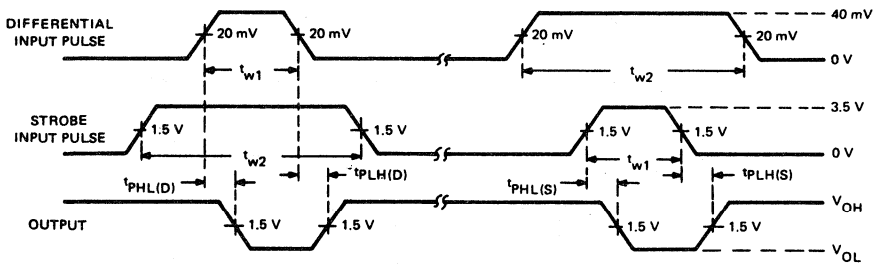 DIFFERENTIAL
INPUT PULSE
20 mV
20 mV
20 mV
20 mV
40 mV
0 V
tw1
tw2
STROBE
INPUT PULSE
1.5 V
1.5 V
1.5 V
1.5 V
3.5 V
0 V
tw2
tw1
tPHL(D)
tPLH(D)
tPHL(S)
tPLH(S)
OUTPUT
1.5 V
1.5 V
1.5 V
1.5 V
VOH
VOL